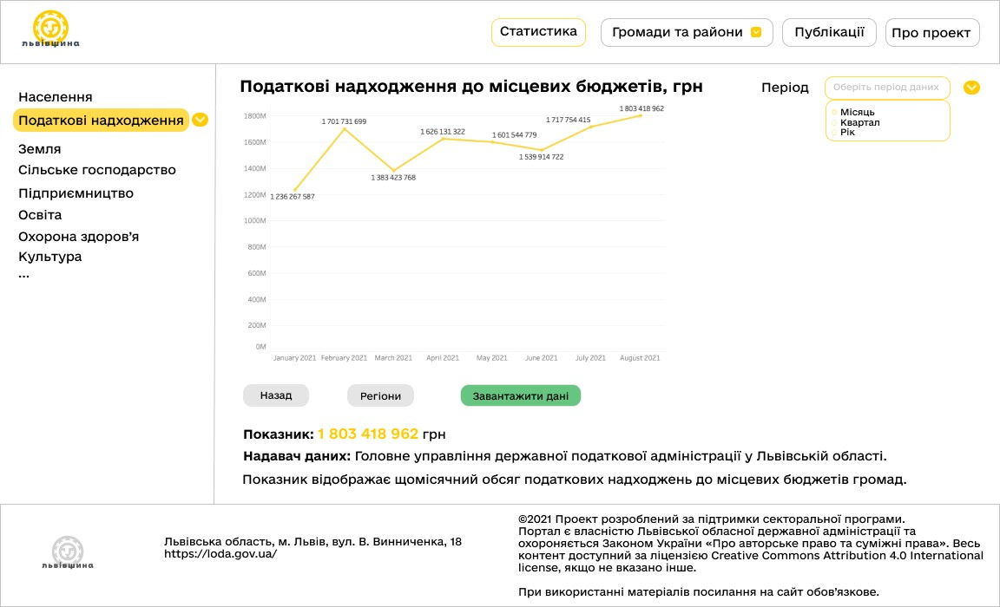 львівщина
Статистика
Громади та райони
Публікації
Про проект
Населення
Податкові надходження
Земля
Сільське господарство
Підприємництво
Освіта
Охорона здоров’я
Культура
...
Податкові надходження до місцевих бюджетів, грн
Період
Оберіть період даних
Місяць
Квартал
Рік
1800M
1600M
1400M
1200M
1000M
800M
600M
400M
200M
0M
1 236 267 587
1 701 731 699
1 383 423 768
1 626 131 322
1 601 544 779
1 539 914 722
1 717 754 415
1 803 418 962
January 2021
February 2021
March 2021
April 2021
May 2021
June 2021
July 2021
August 2021
Назад
Регіони
Завантажити дані
Показник: 1 803 418 962 грн
Надавач даних: Головне управління державної податкової адміністрації у Львівській області.
Показник відображає щомісячний обсяг податкових надходжень до місцевих бюджетів громад.
львівщина
Львівська область, м. Львів, вул. В. Винниченка, 18
https://loda.gov.ua/
©2021 Проект розроблений за підтримки секторальної програми.
Портал є власністю Львівської обласної державної адміністрації та
охороняється Законом України «Про авторське право та суміжні права». Весь
контент доступний за ліцензією Creative Commons Attribution 4.0 International
license, якщо не вказано інше.
При використанні матеріалів посилання на сайт обов’язкове.